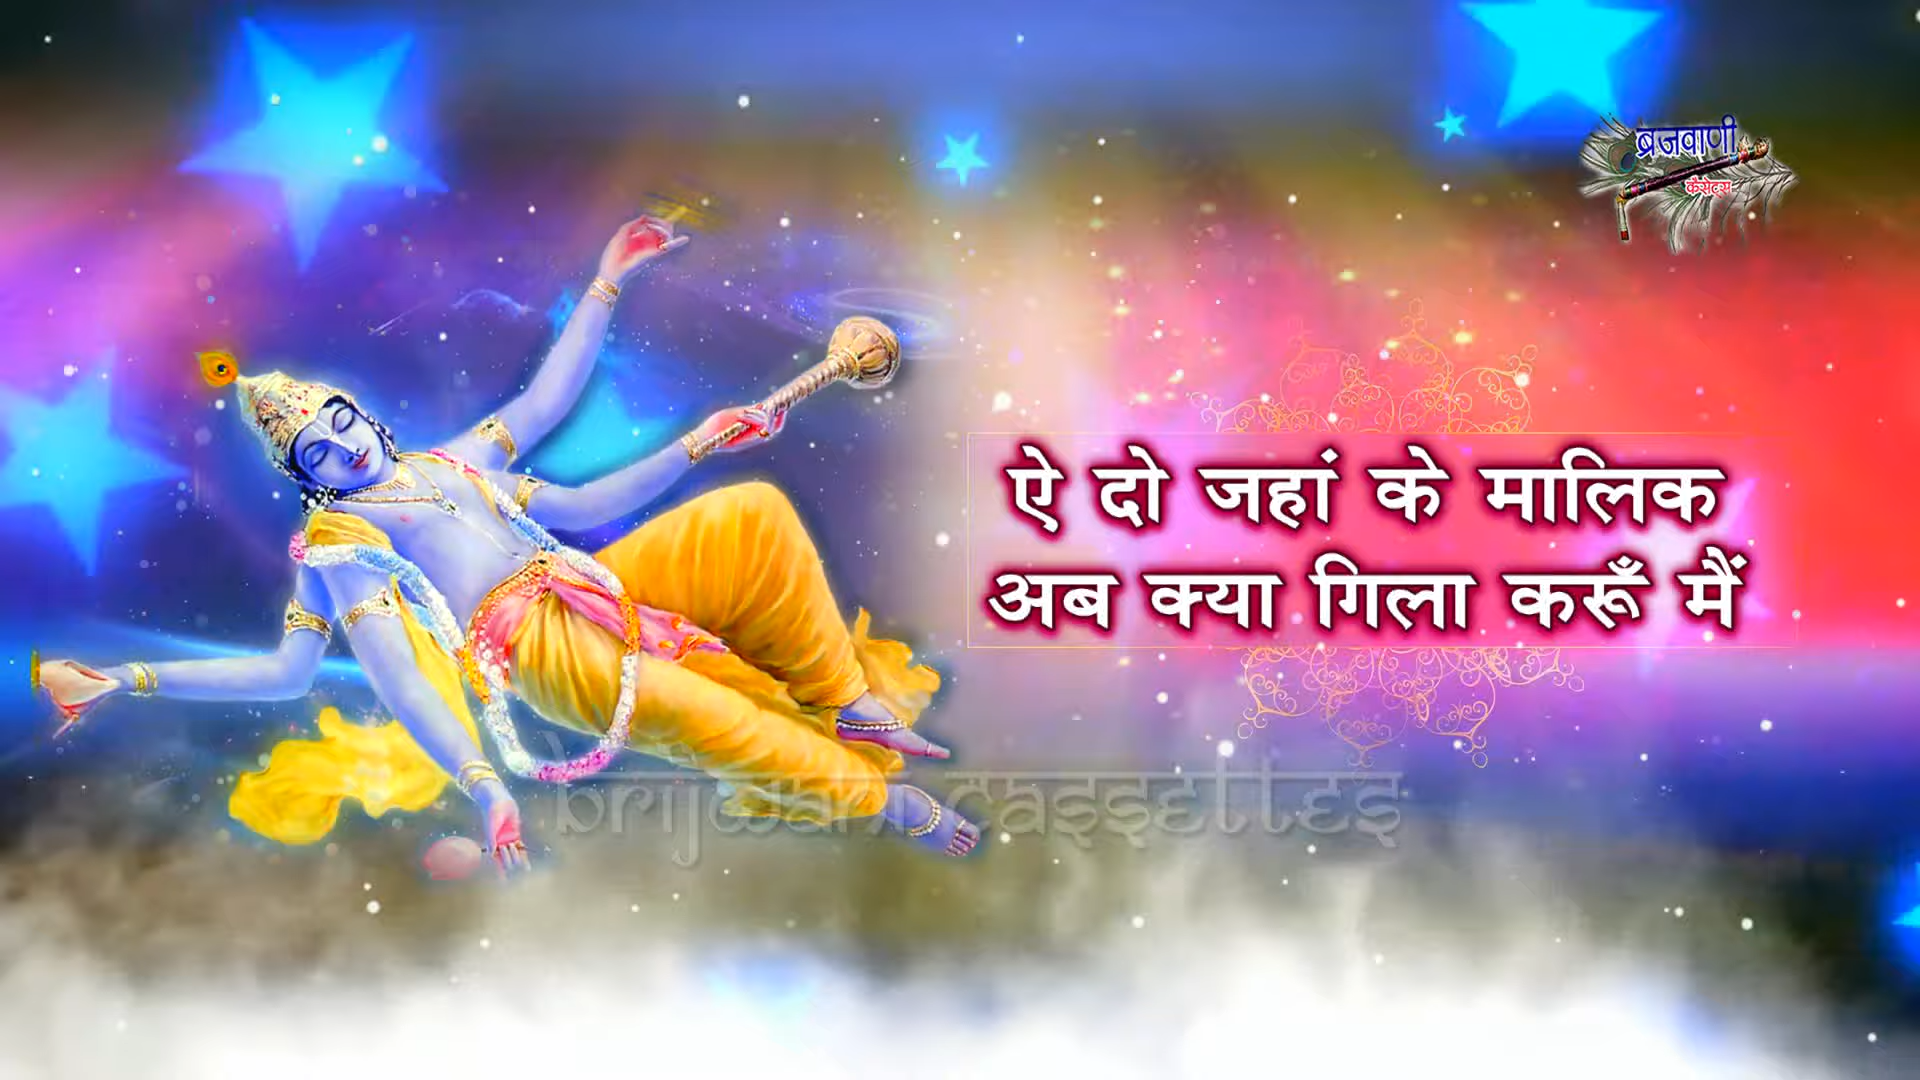 ब्रजवाणी
कैसेट्स
ऐ दो जहां के मालिक
अब क्या गिला करूँ मैं
brijwani cassettes